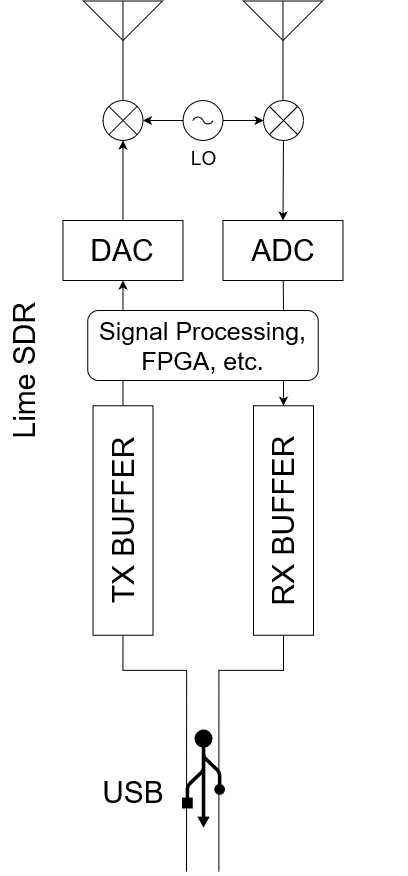 LO
DAC
ADC
Signal Processing,
FPGA, etc.
Lime SDR
TX BUFFER
RX BUFFER
USB